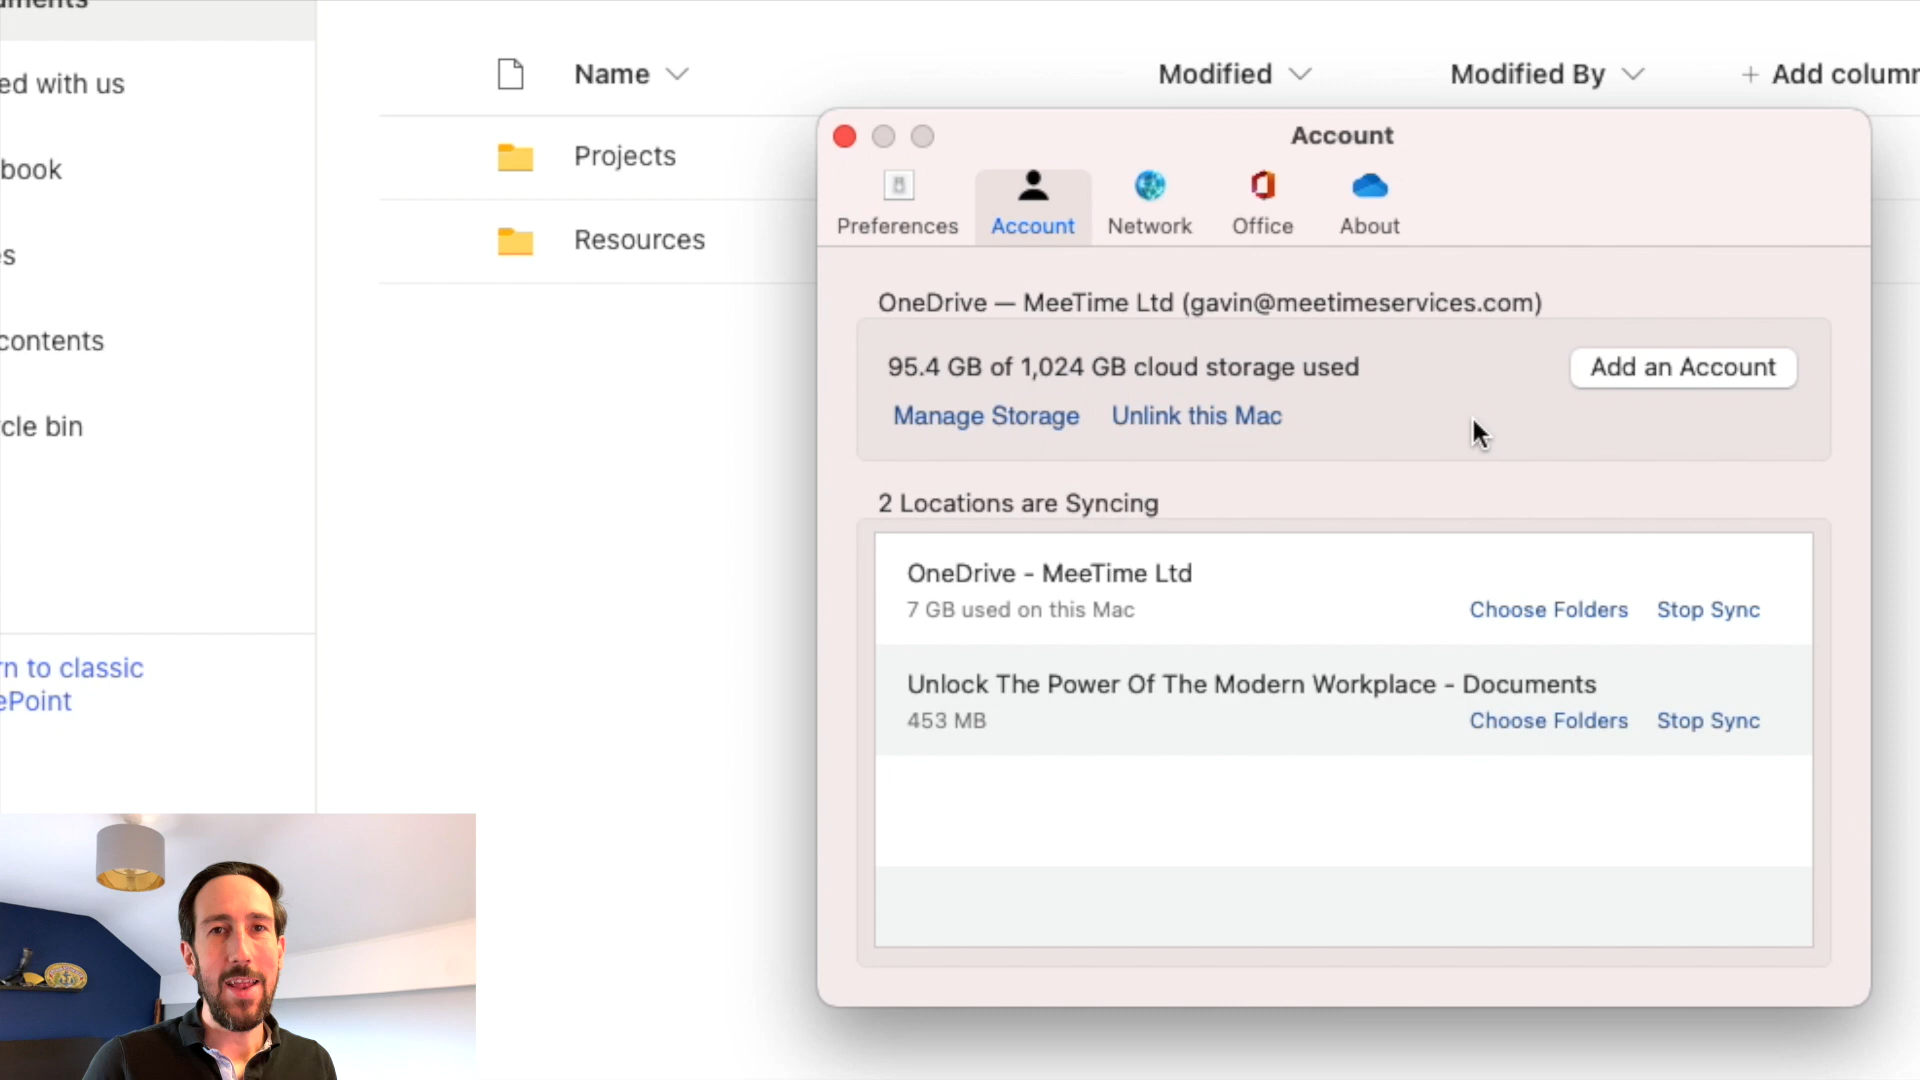 ed with us
book
s
contents
cle bin
rn to classic
ePoint
Name
Modified
Modified By
+ Add column
Projects
Resources
Account
Preferences
Account
Network
Office
About
OneDrive — MeeTime Ltd (gavin@meetimeservices.com)
95.4 GB of 1,024 GB cloud storage used
Add an Account
Manage Storage
Unlink this Mac
2 Locations are Syncing
OneDrive - MeeTime Ltd
7 GB used on this Mac
Choose Folders
Stop Sync
Unlock The Power Of The Modern Workplace - Documents
453 MB
Choose Folders
Stop Sync